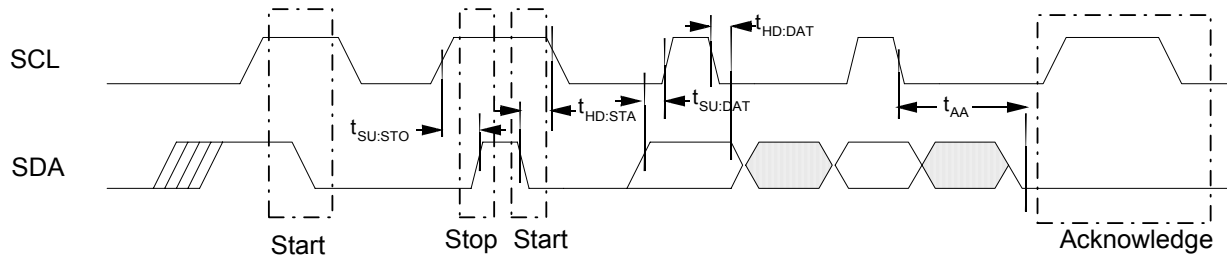 t_HD:DAT
SCL
t_HD:STA
t_SU:DAT
t_AA
t_SU:STO
SDA
Start
Stop
Start
Acknowledge